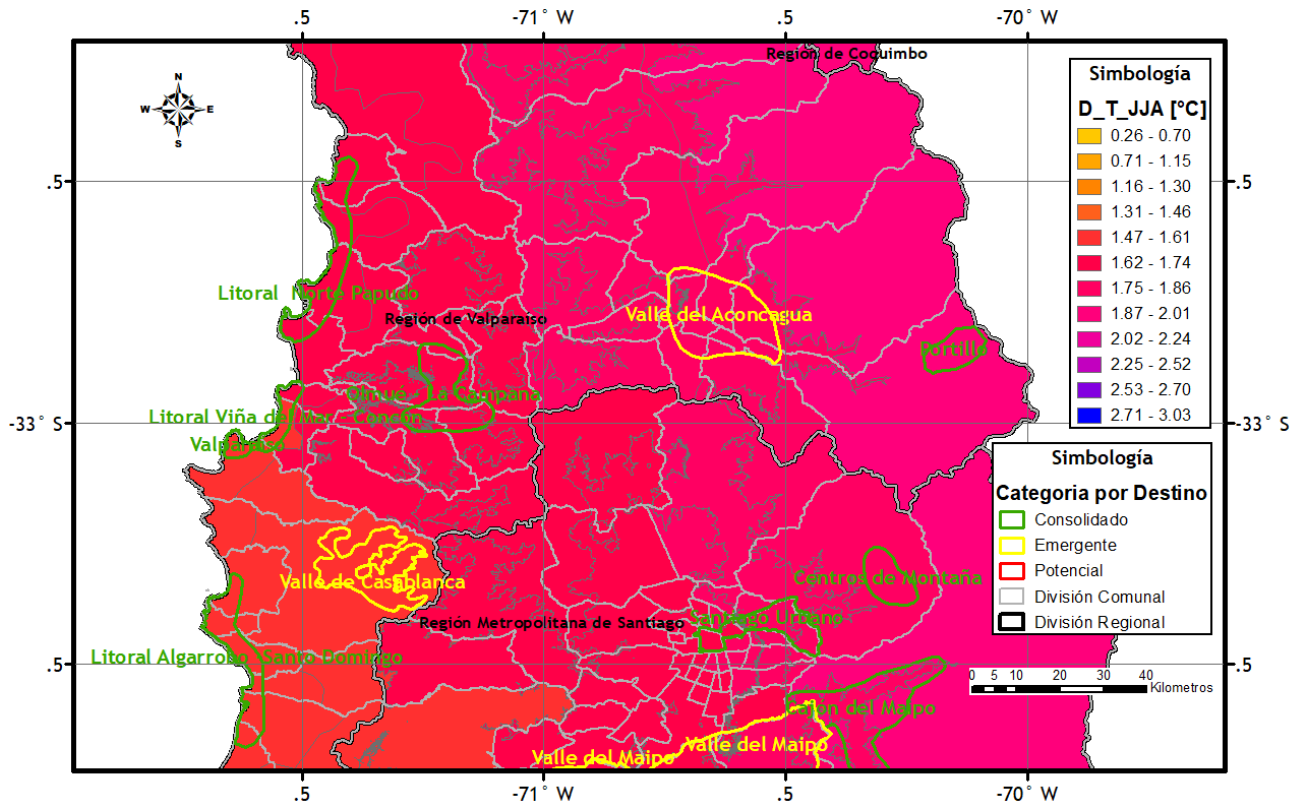 .5 -71° W .5 -70° W
Región de Coquimbo
N
W E
S
Simbología
D_T_JJA [°C]
0.26 - 0.70
0.71 - 1.15
1.16 - 1.30
1.31 - 1.46
1.47 - 1.61
1.62 - 1.74
1.75 - 1.86
1.87 - 2.01
2.02 - 2.24
2.25 - 2.52
2.53 - 2.70
2.71 - 3.03
.5 -.5
Litoral Norte Papudo
Región de Valparaíso
Valle del Aconcagua
Portillo
Olmué - La Campana
Litoral Viña del Mar - Concón
Valparaíso
-33° S -33° S
Simbología
Categoria por Destino
Consolidado
Emergente
Potencial
División Comunal
División Regional
Valle de Casablanca
Centros de Montaña
Santiago Urbano
Región Metropolitana de Santiago
Litoral Algarrobo - Santo Domingo
.5 -.5
0 5 10 20 30 40
Kilometros
Cajón del Maipo
Valle del Maipo
Valle del Maipo
.5 -71° W .5 -70° W